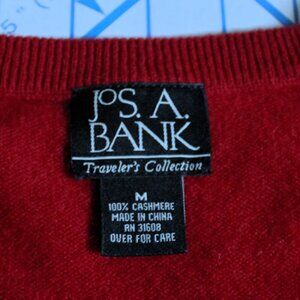 JOS. A.
BANK
Traveler's Collection
M
100% CASHMERE
MADE IN CHINA
RN 31608
OVER FOR CARE